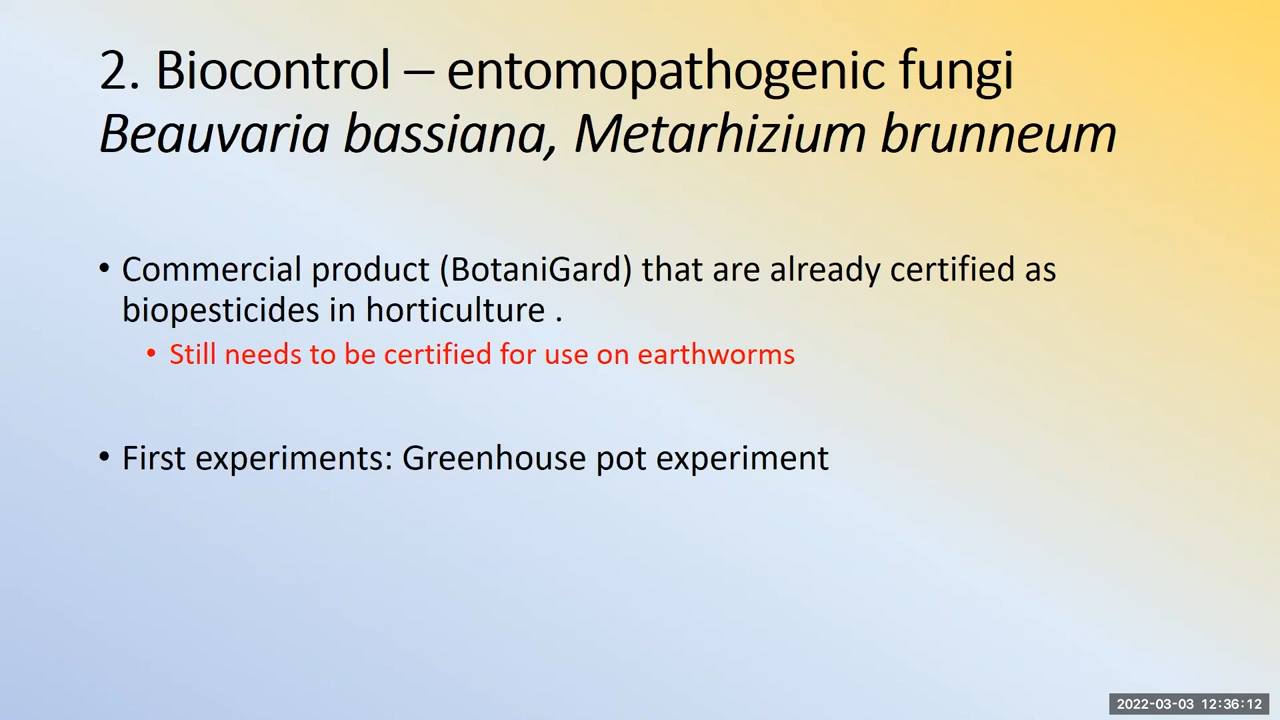 2. Biocontrol – entomopathogenic fungi
Beauvaria bassiana, Metarhizium brunneum
• Commercial product (BotaniGard) that are already certified as
biopesticides in horticulture .
• Still needs to be certified for use on earthworms
• First experiments: Greenhouse pot experiment
2022-03-03 12:36:12